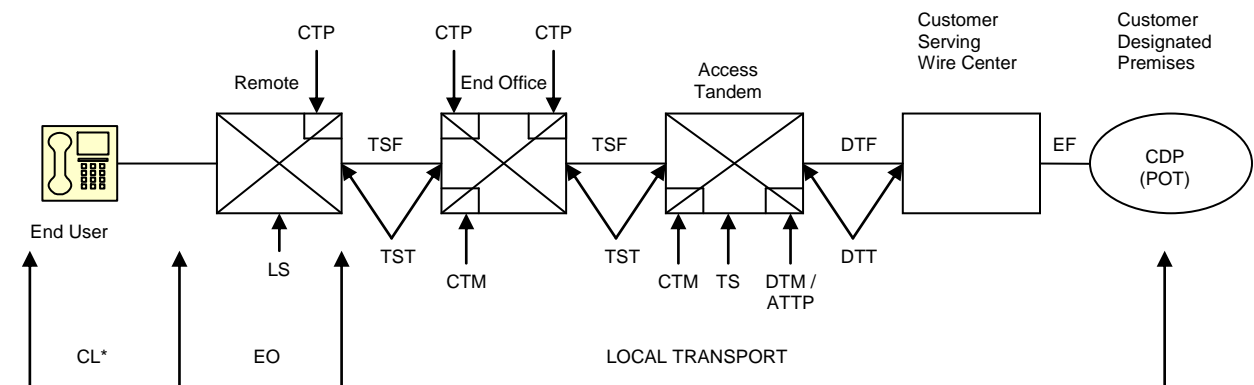 Customer
Serving
Wire Center
Customer
Designated
Premises
CTP
CTP
CTP
Remote
End Office
Access
Tandem
TSF
TSF
DTF
EF
CDP
(POT)
End User
LS
TST
CTM
TST
CTM
TS
DTM /
ATTP
DTT
CL*
EO
LOCAL TRANSPORT